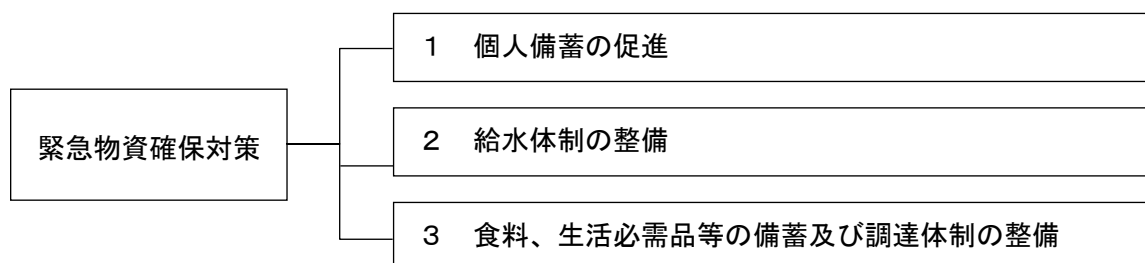 緊急物資確保対策
１　個人備蓄の促進
２　給水体制の整備
３　食料、生活必需品等の備蓄及び調達体制の整備